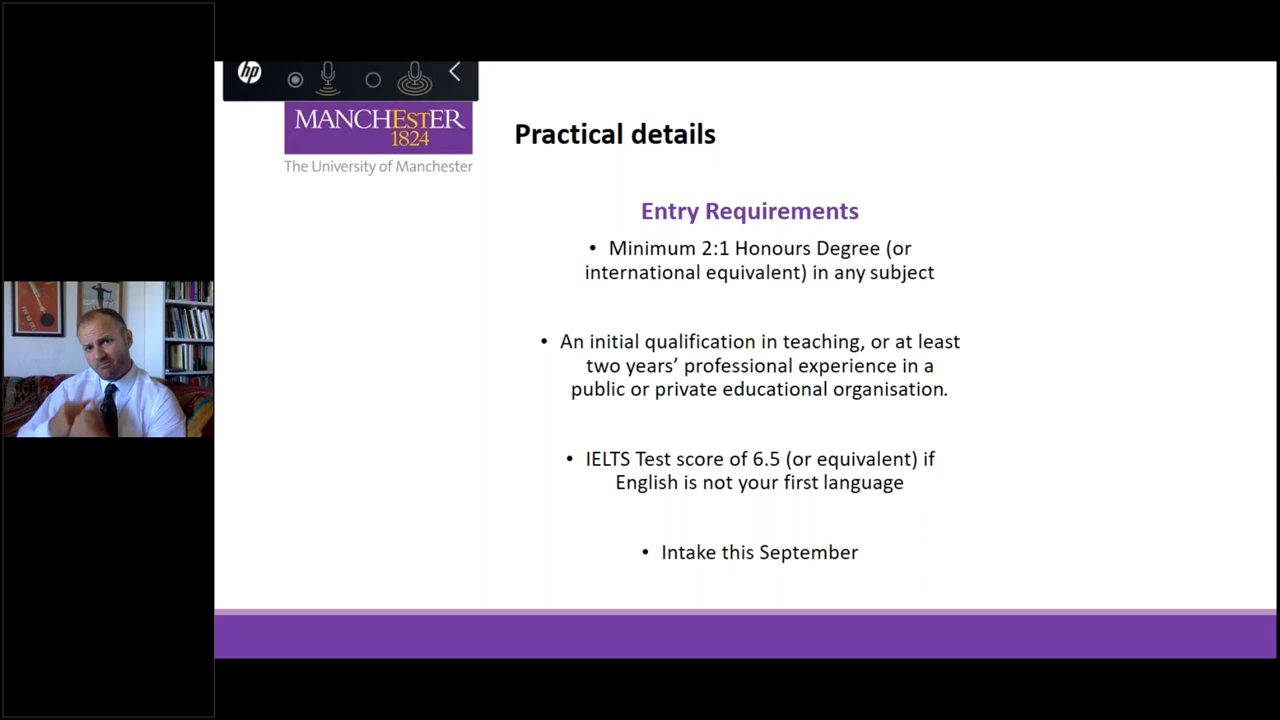 hp
MANCHEsTER
1824
The University of Manchester
Practical details
Entry Requirements
• Minimum 2:1 Honours Degree (or
international equivalent) in any subject
• An initial qualification in teaching, or at least
two years’ professional experience in a
public or private educational organisation.
• IELTS Test score of 6.5 (or equivalent) if
English is not your first language
• Intake this September